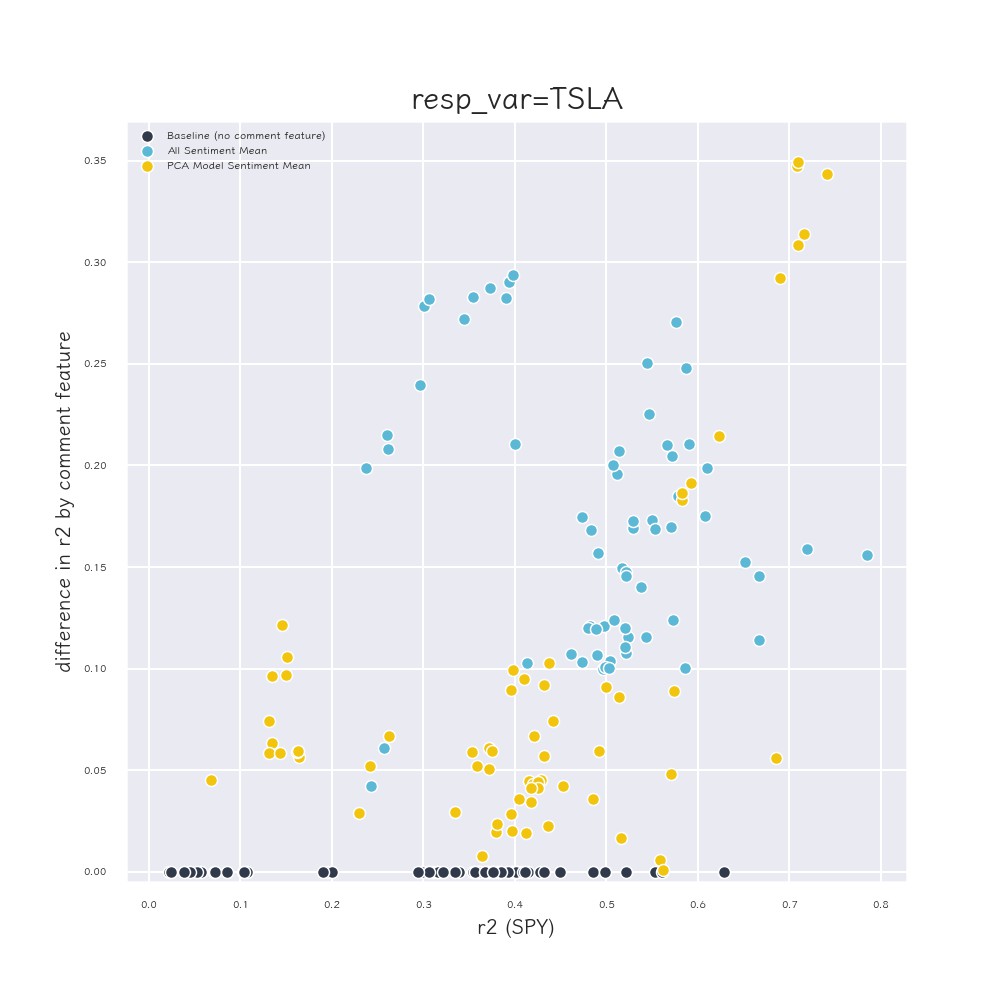 resp_var=TSLA
Baseline (no comment feature)
All Sentiment Mean
PCA Model Sentiment Mean
difference in r2 by comment feature
0.35
0.30
0.25
0.20
0.15
0.10
0.05
0.00
0.0 0.1 0.2 0.3 0.4 0.5 0.6 0.7 0.8
r2 (SPY)